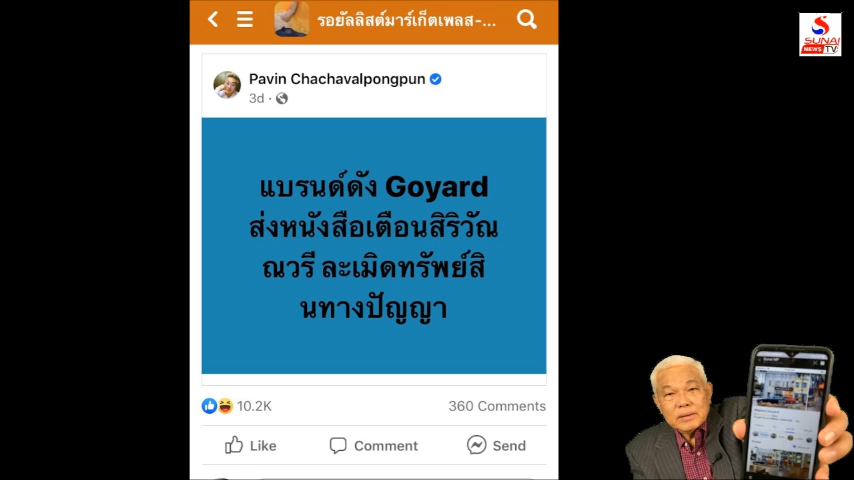 รอยัลลิสต์มาร์เก็ตเพลส-...
SUNAI
NEWS TV
Pavin Chachavalpongpun
3d ·
แบรนด์ดัง Goyard
ส่งหนังสือเตือนสิริวัณ
ณวรี ละเมิดทรัพย์สิ
นทางปัญญา
10.2K
360 Comments
Like
Comment
Send